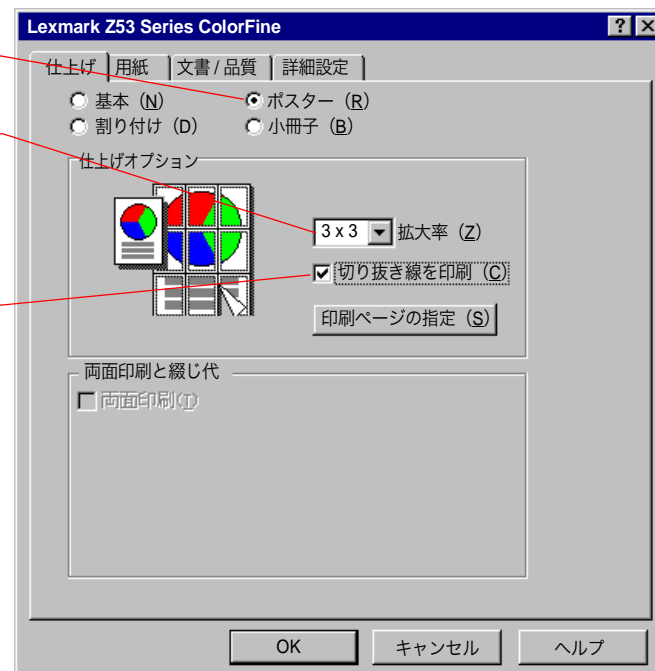 Lexmark Z53 Series ColorFine
仕上げ 用紙 文書 / 品質 詳細設定
基本（N） ポスター（R）
割り付け（D） 小冊子（B）
仕上げオプション
3 x 3 拡大率（Z）
切り抜き線を印刷（C）
印刷ページの指定（S）
両面印刷と綴じ代
両面印刷(T)
OK キャンセル ヘルプ